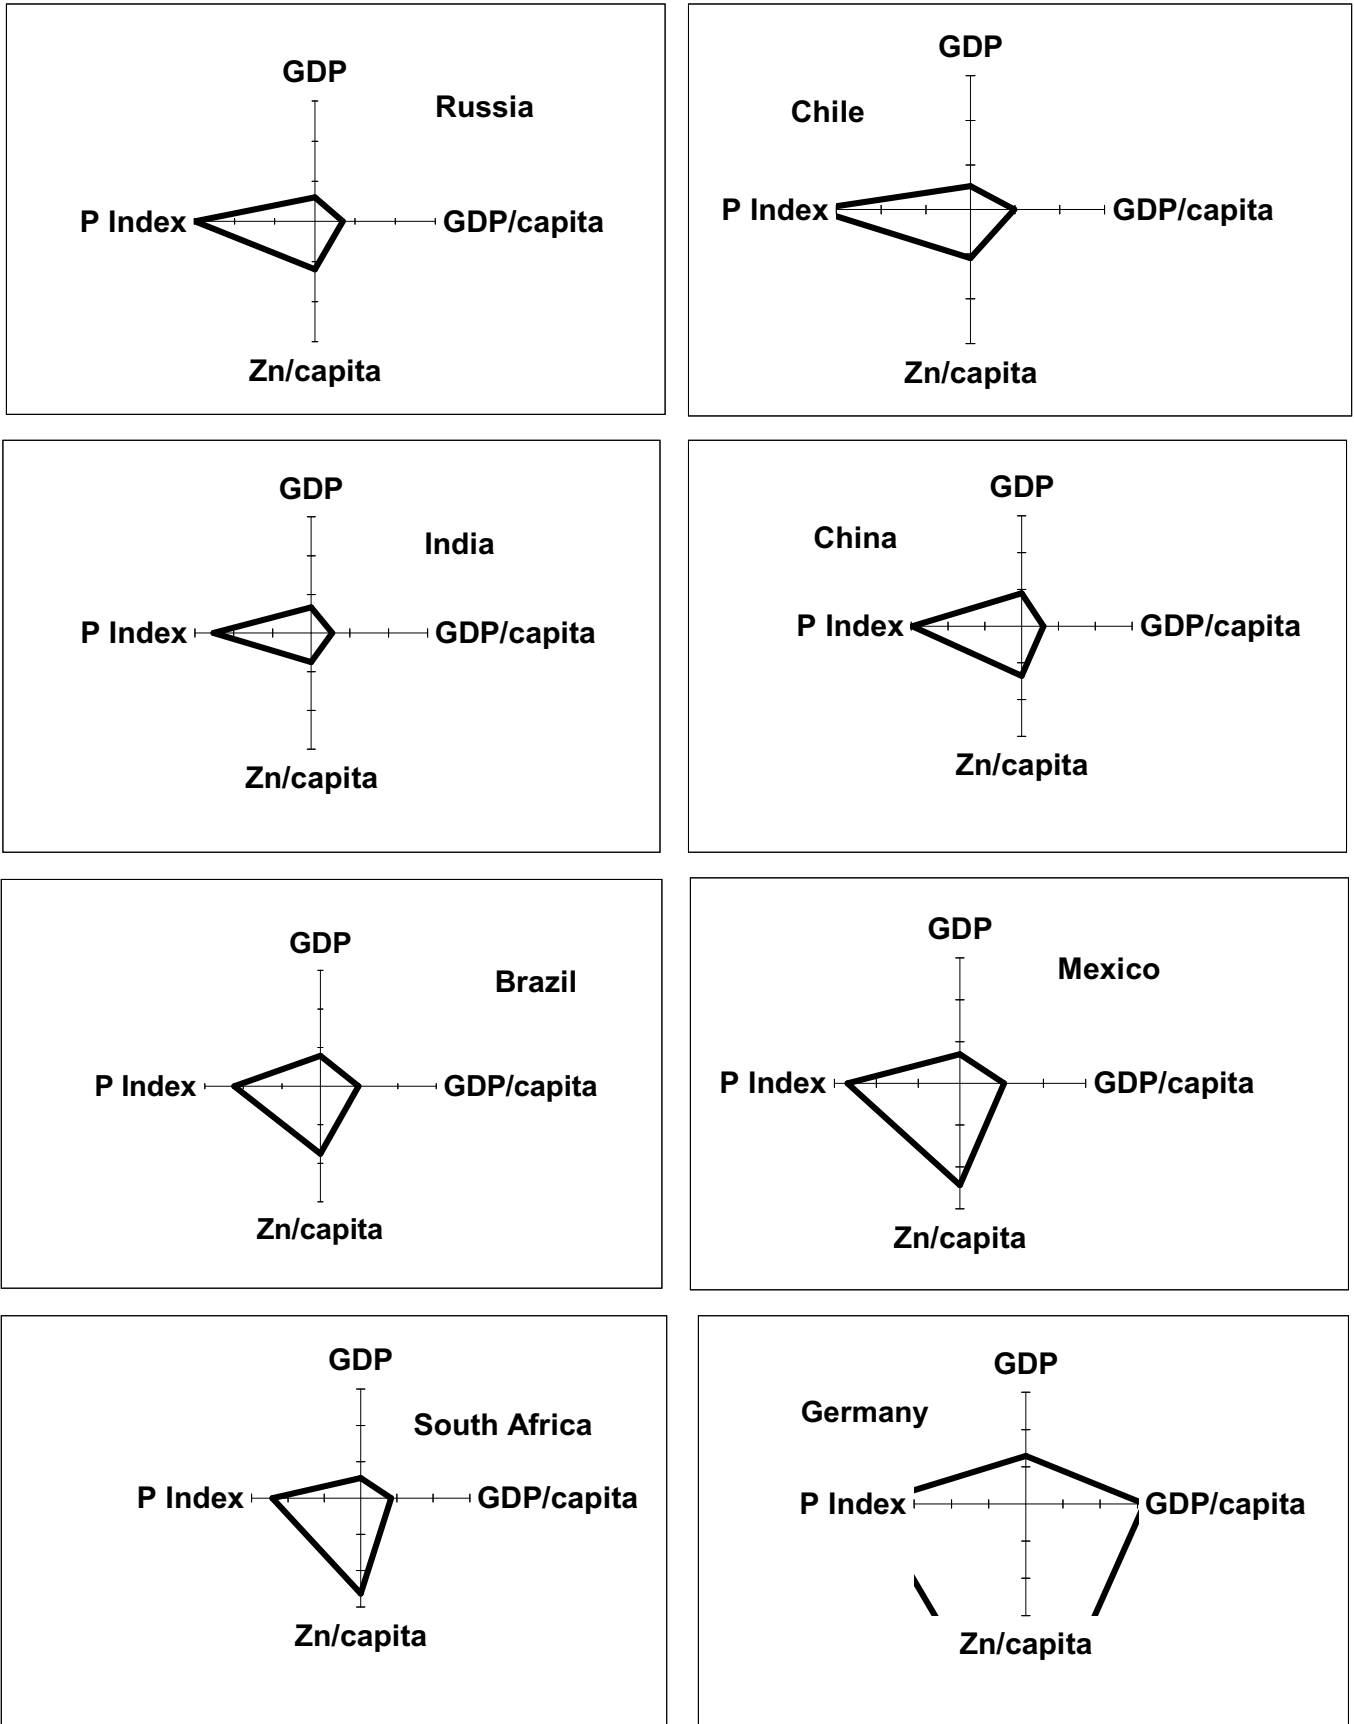 GDP
Russia
P Index
GDP/capita
Zn/capita
GDP
Chile
P Index
GDP/capita
Zn/capita
GDP
India
P Index
GDP/capita
Zn/capita
GDP
China
P Index
GDP/capita
Zn/capita
GDP
Brazil
P Index
GDP/capita
Zn/capita
GDP
Mexico
P Index
GDP/capita
Zn/capita
GDP
South Africa
P Index
GDP/capita
Zn/capita
GDP
Germany
P Index
GDP/capita
Zn/capita